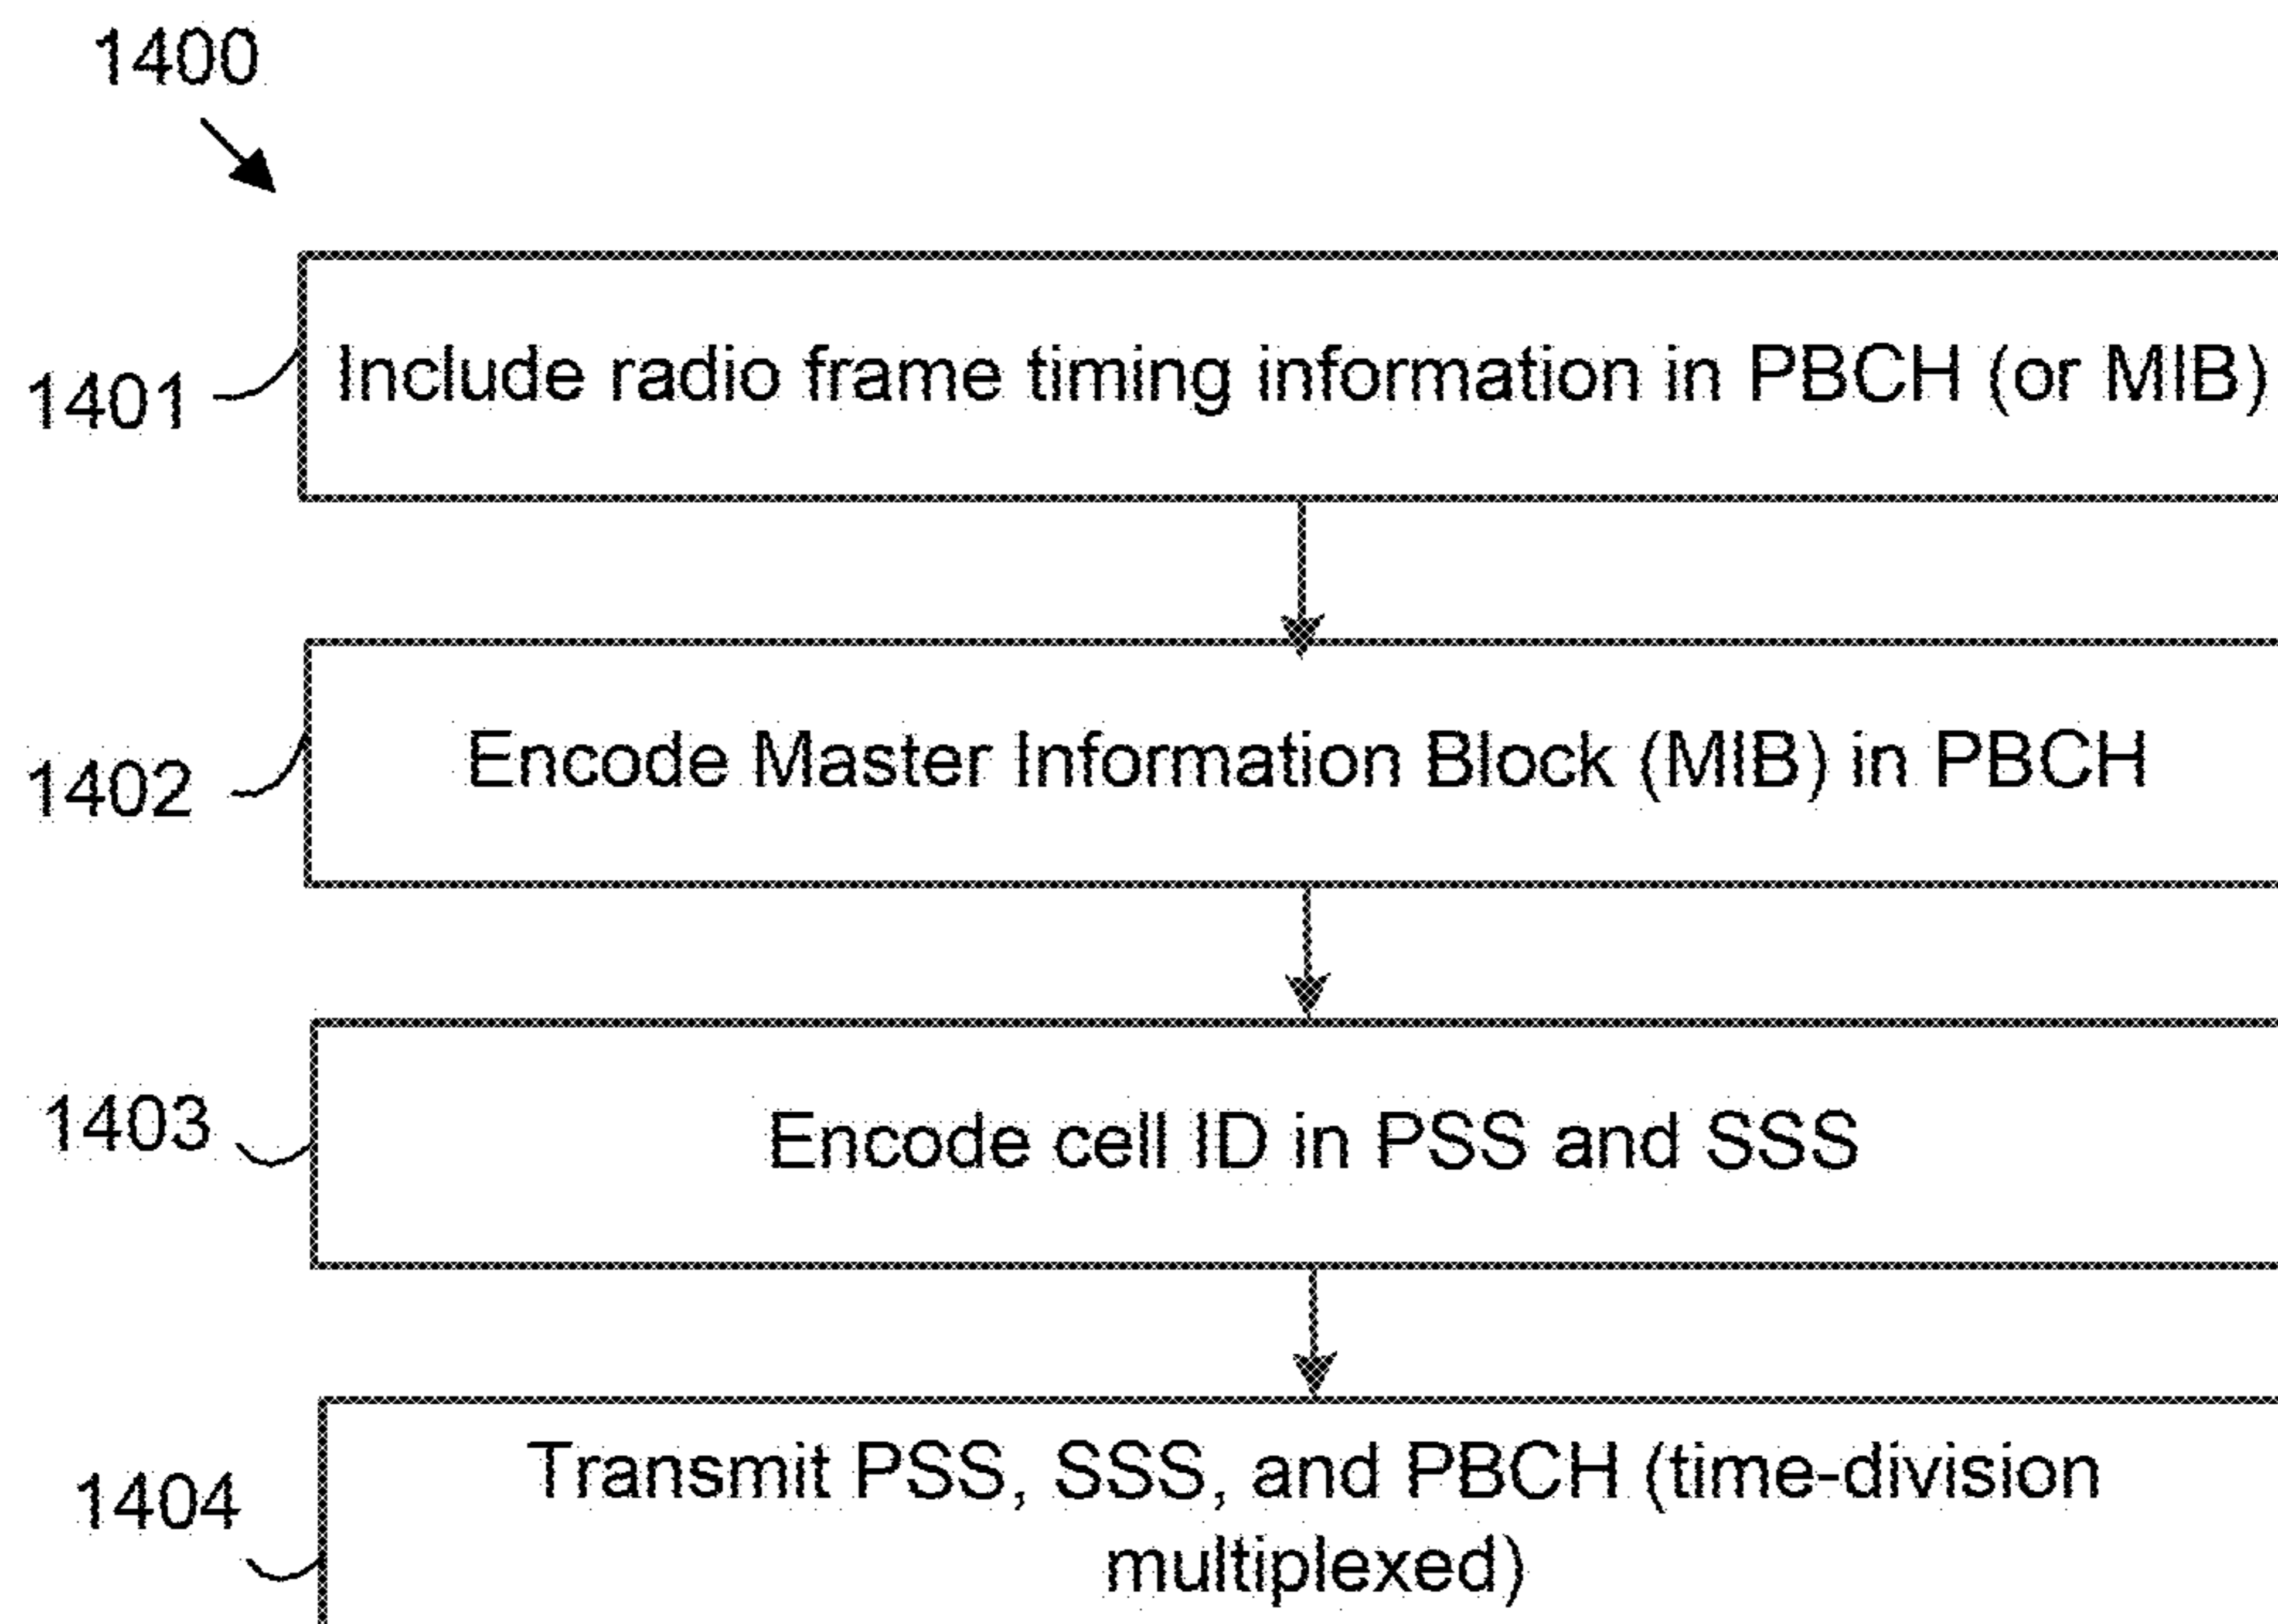 1400
1401
Include radio frame timing information in PBCH (or MIB)
1402
Encode Master Information Block (MIB) in PBCH
1403
Encode cell ID in PSS and SSS
1404
Transmit PSS, SSS, and PBCH (time-division
multiplexed)